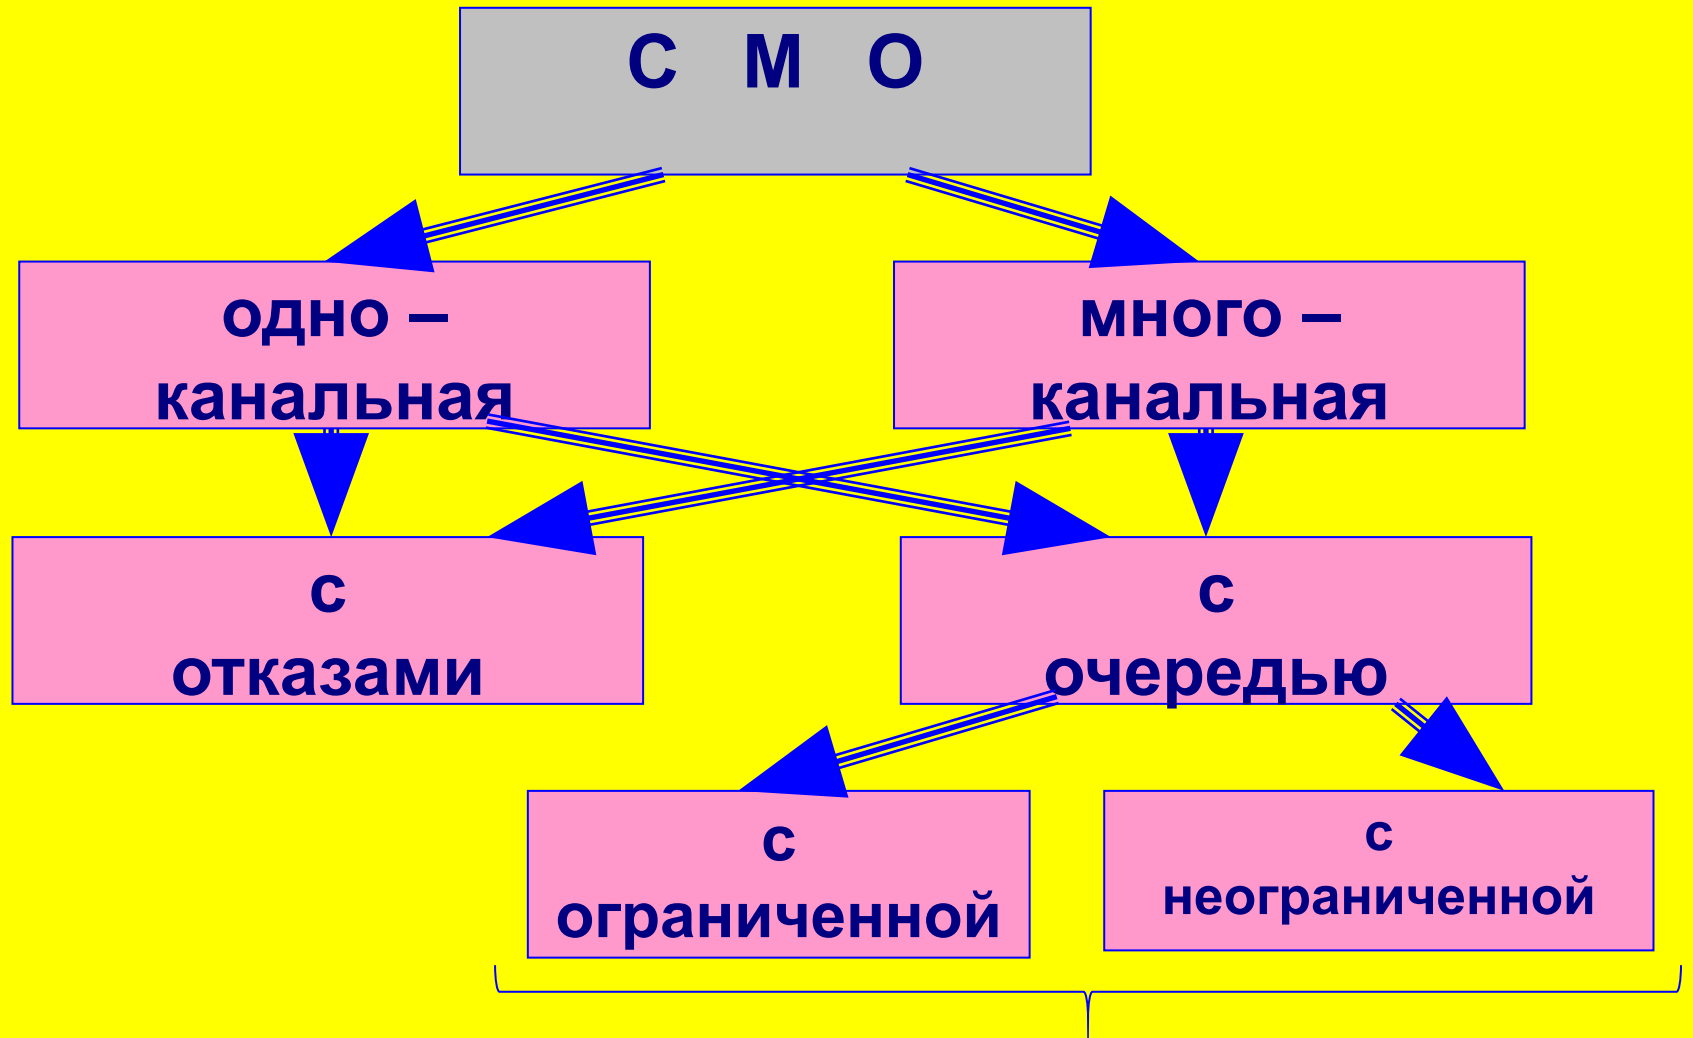 С М О
одно –
канальная
много –
канальная
с
отказами
с
очередью
с
ограниченной
с
неограниченной